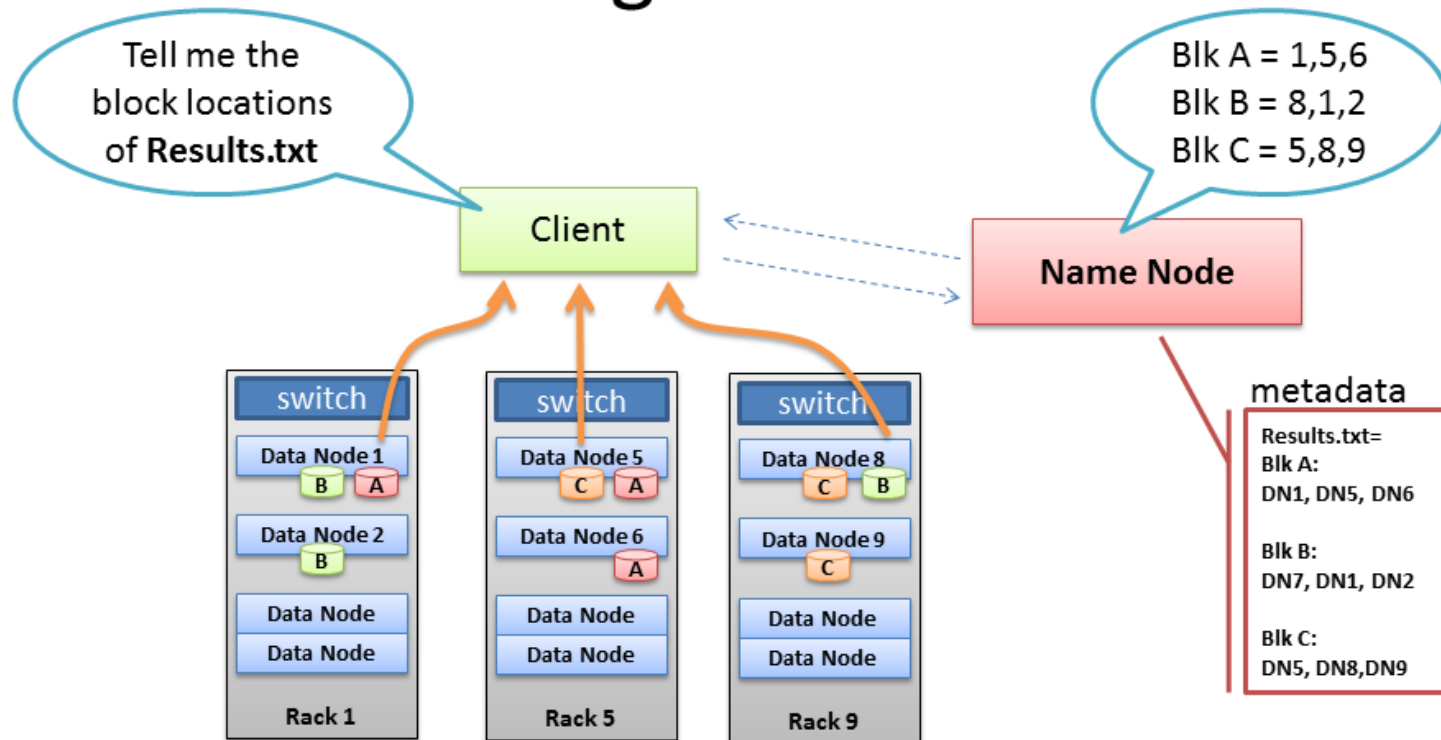 Tell me the
block locations
of Results.txt
Blk A = 1,5,6
Blk B = 8,1,2
Blk C = 5,8,9
Client
Name Node
switch
Data Node 1
B A
Data Node 2
B
Data Node
Data Node
Rack 1
switch
Data Node 5
C A
Data Node 6
A
Data Node
Data Node
Rack 5
switch
Data Node 8
C B
Data Node 9
C
Data Node
Data Node
Rack 9
metadata
Results.txt=
Blk A:
DN1, DN5, DN6
Blk B:
DN7, DN1, DN2
Blk C:
DN5, DN8,DN9